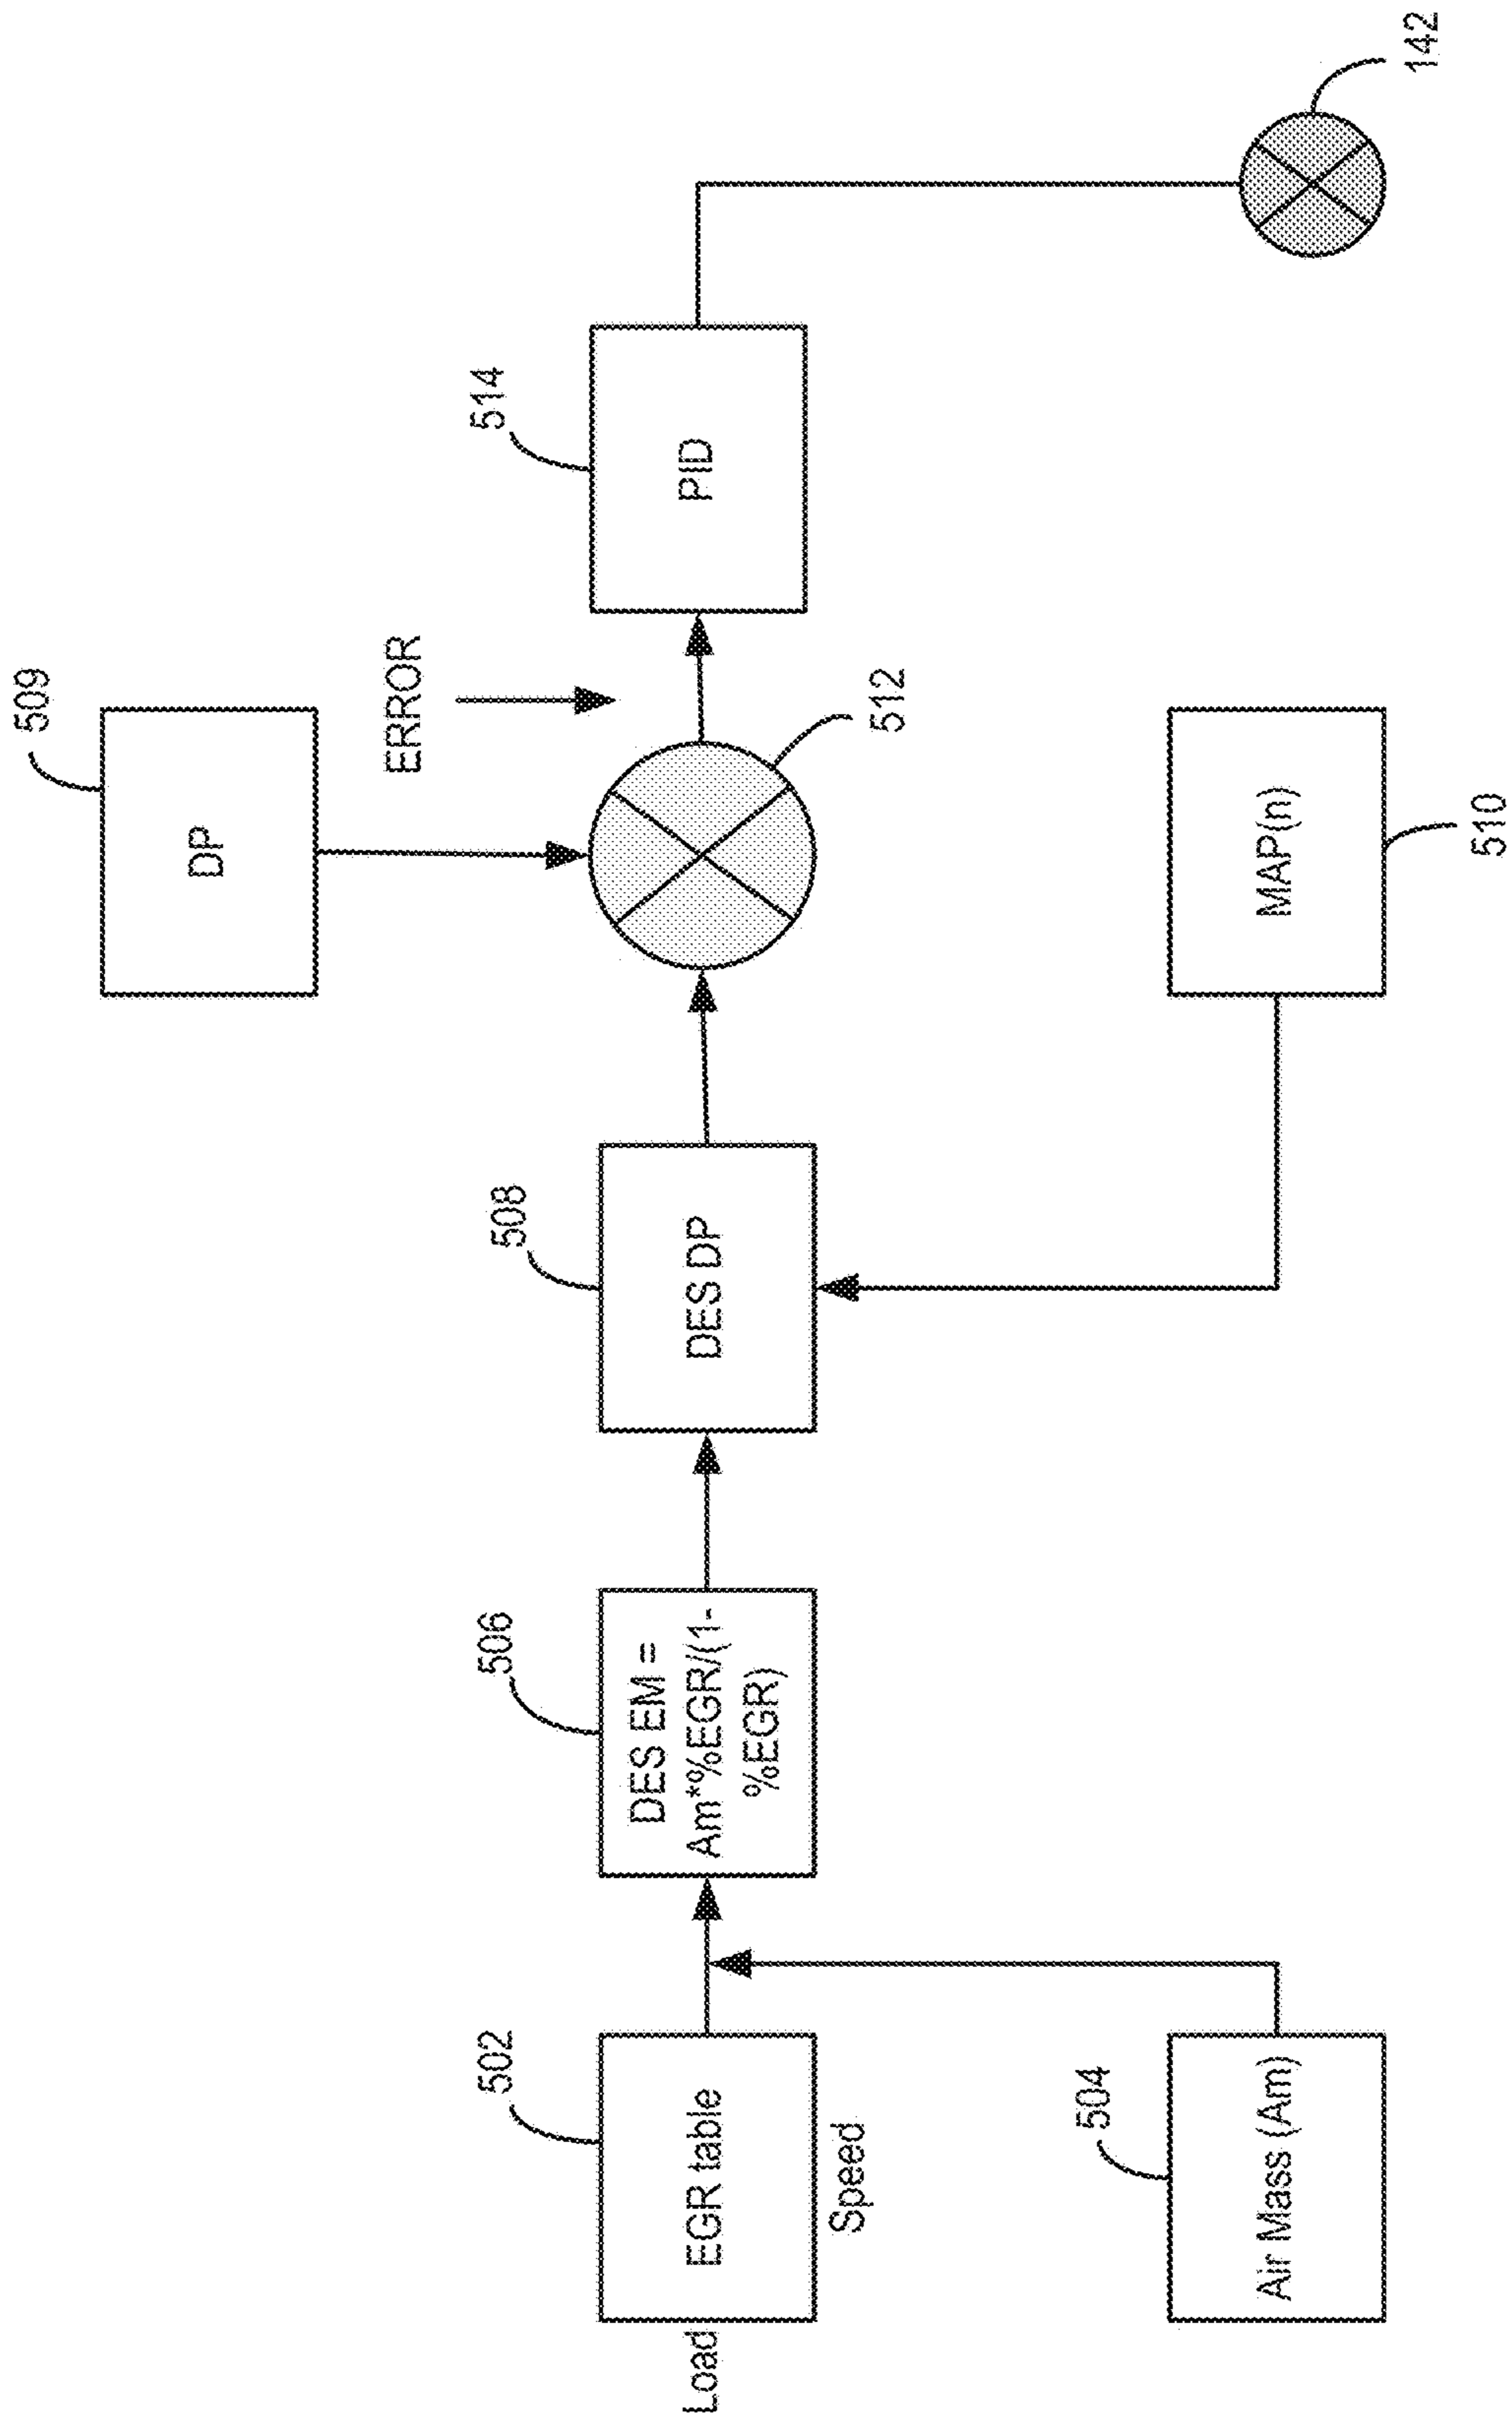 509
DP
ERROR
514
PID
142
502
EGR table
Load
Speed
506
DES EM =
Am*%EGR/(1-
%EGR)
508
DES DP
512
504
Air Mass (Am)
MAP(n)
510